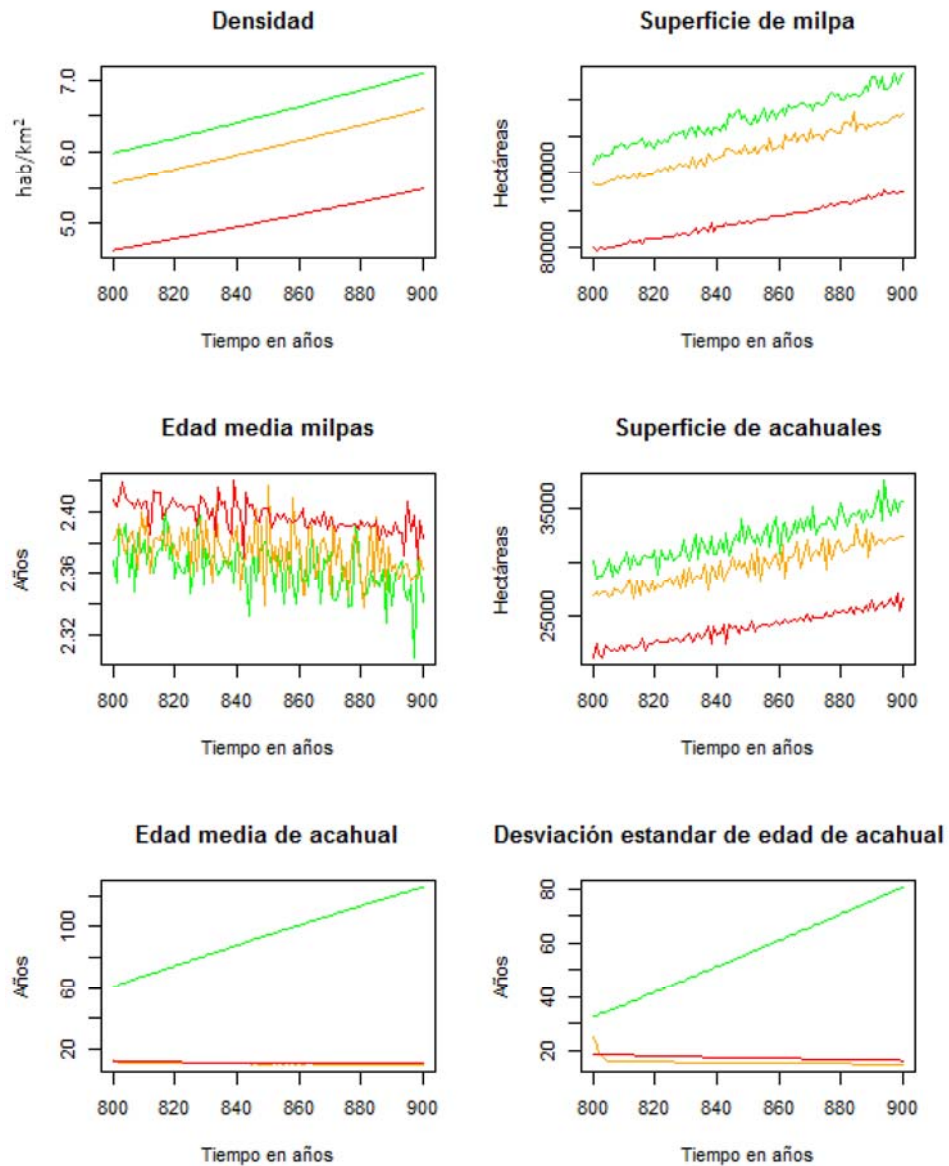 Densidad
hab/km²
7.0
6.0
5.0
800 820 840 860 880 900
Tiempo en años
Superficie de milpa
Hectáreas
100000
80000
800 820 840 860 880 900
Tiempo en años
Edad media milpas
Años
2.40
2.36
2.32
800 820 840 860 880 900
Tiempo en años
Superficie de acahuales
Hectáreas
35000
25000
800 820 840 860 880 900
Tiempo en años
Edad media de acahual
Años
100
60
20
800 820 840 860 880 900
Tiempo en años
Desviación estandar de edad de acahual
Años
80
60
40
20
800 820 840 860 880 900
Tiempo en años